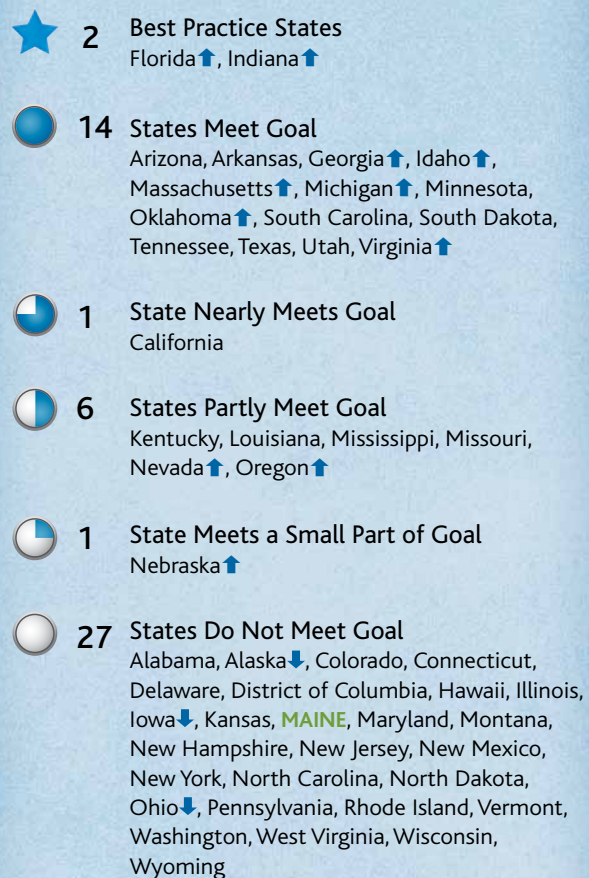 2 Best Practice States
Florida⬆, Indiana⬆
14 States Meet Goal
Arizona, Arkansas, Georgia⬆, Idaho⬆,
Massachusetts⬆, Michigan⬆, Minnesota,
Oklahoma⬆, South Carolina, South Dakota,
Tennessee, Texas, Utah, Virginia⬆
1 State Nearly Meets Goal
California
6 States Partly Meet Goal
Kentucky, Louisiana, Mississippi, Missouri,
Nevada⬆, Oregon⬆
1 State Meets a Small Part of Goal
Nebraska⬆
27 States Do Not Meet Goal
Alabama, Alaska⬇, Colorado, Connecticut,
Delaware, District of Columbia, Hawaii, Illinois,
Iowa⬇, Kansas, MAINE, Maryland, Montana,
New Hampshire, New Jersey, New Mexico,
New York, North Carolina, North Dakota,
Ohio⬇, Pennsylvania, Rhode Island, Vermont,
Washington, West Virginia, Wisconsin,
Wyoming